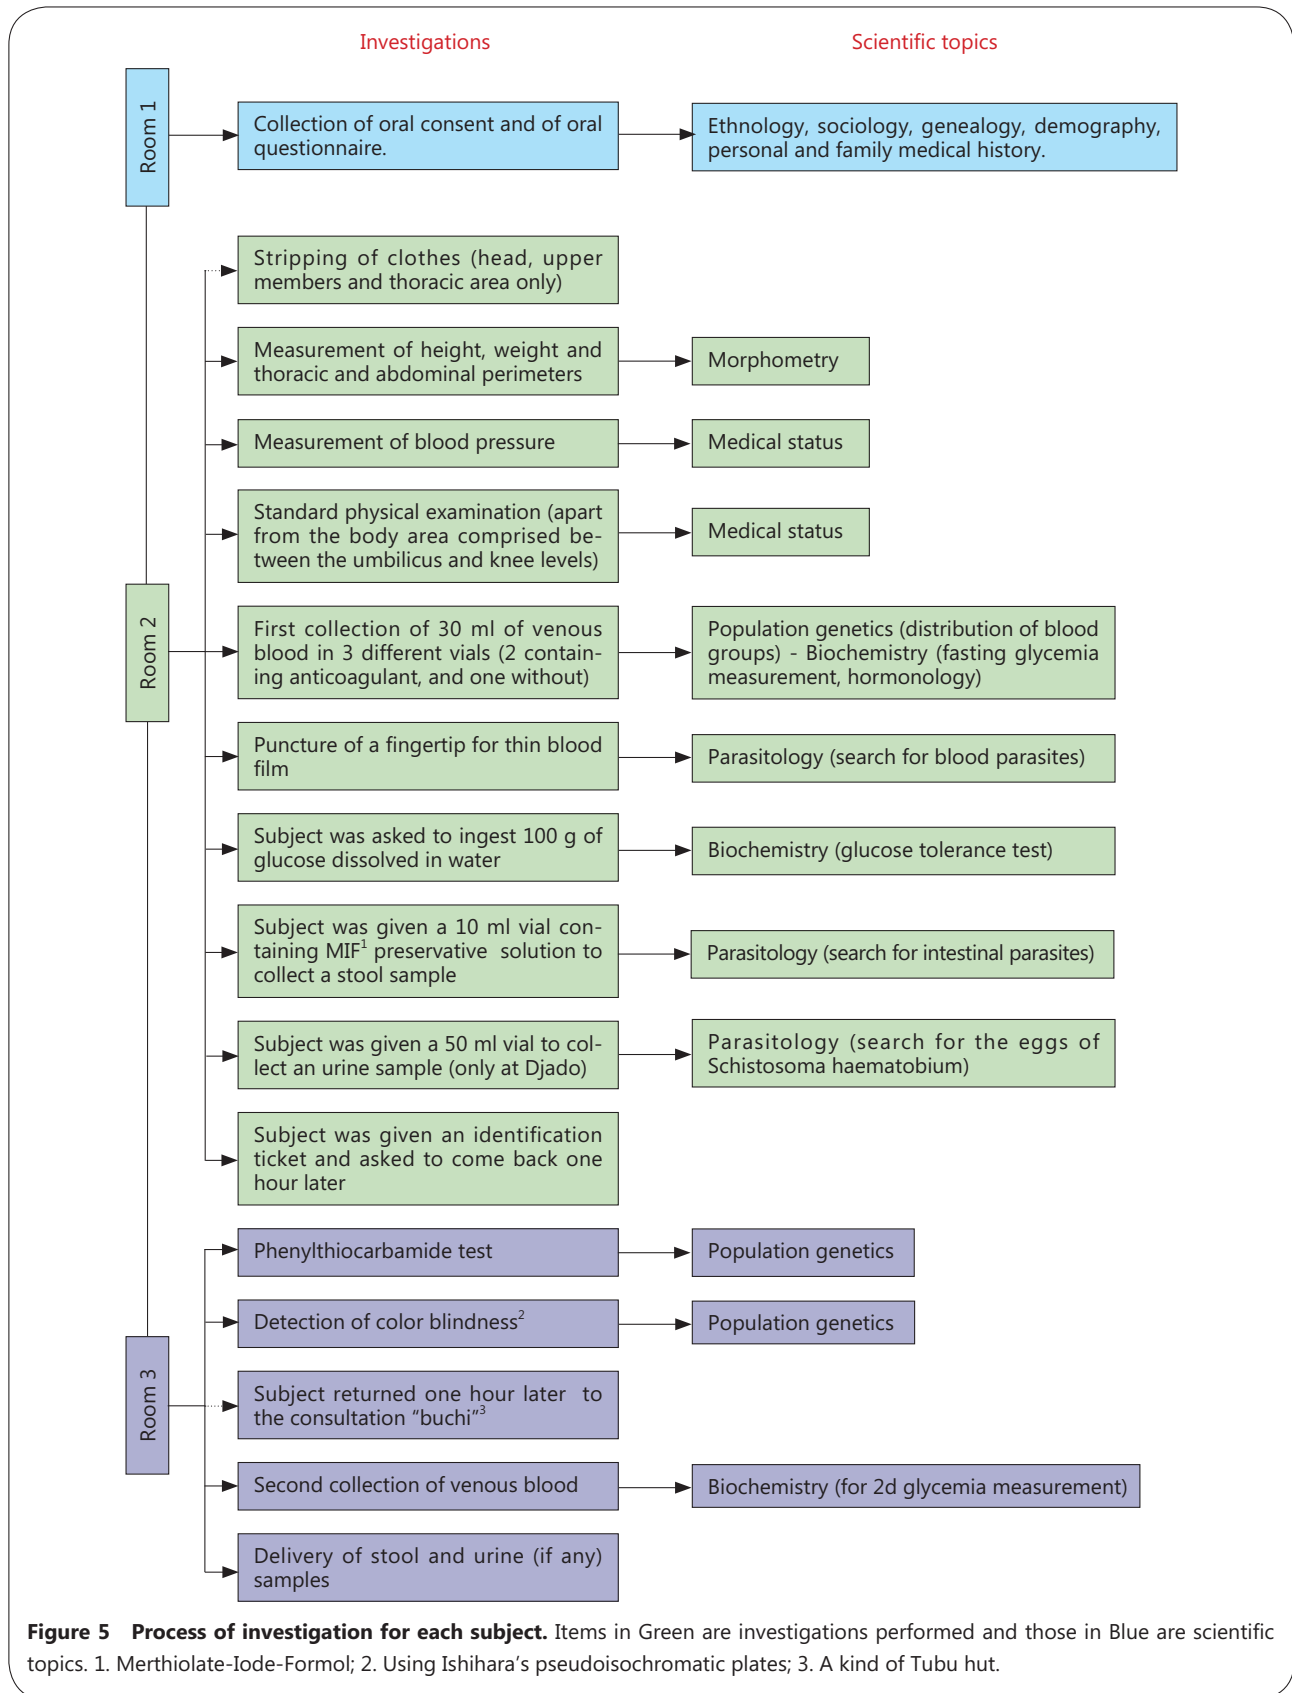 Investigations
Scientific topics
Room 1
Collection of oral consent and of oral
questionnaire.
Ethnology, sociology, genealogy, demography,
personal and family medical history.
Room 2
Stripping of clothes (head, upper
members and thoracic area only)
Measurement of height, weight and
thoracic and abdominal perimeters
Morphometry
Measurement of blood pressure
Medical status
Standard physical examination (apart
from the body area comprised be-
tween the umbilicus and knee levels)
Medical status
First collection of 30 ml of venous
blood in 3 different vials (2 contain-
ing anticoagulant, and one without)
Population genetics (distribution of blood
groups) - Biochemistry (fasting glycemia
measurement, hormonology)
Puncture of a fingertip for thin blood
film
Parasitology (search for blood parasites)
Subject was asked to ingest 100 g of
glucose dissolved in water
Biochemistry (glucose tolerance test)
Subject was given a 10 ml vial con-
taining MIF1 preservative solution to
collect a stool sample
Parasitology (search for intestinal parasites)
Subject was given a 50 ml vial to col-
lect an urine sample (only at Djado)
Parasitology (search for the eggs of
Schistosoma haematobium)
Subject was given an identification
ticket and asked to come back one
hour later
Room 3
Phenylthiocarbamide test
Population genetics
Detection of color blindness2
Population genetics
Subject returned one hour later to
the consultation “buchi”3
Second collection of venous blood
Biochemistry (for 2d glycemia measurement)
Delivery of stool and urine (if any)
samples
Figure 5 Process of investigation for each subject. Items in Green are investigations performed and those in Blue are scientific
topics. 1. Merthiolate-Iode-Formol; 2. Using Ishihara’s pseudoisochromatic plates; 3. A kind of Tubu hut.